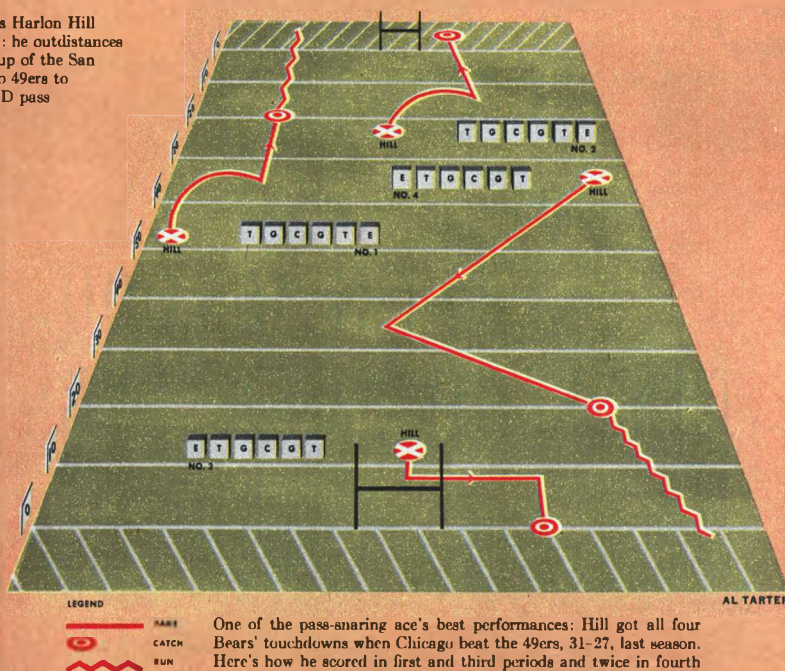 s Harlon Hill
: he outdistances
up of the San
o 49ers to
D pass
HILL
T G C G T E
NO. 2
E T G C G T
NO. 4
HILL
HILL
T G C G T E
NO. 1
20
10
0
HILL
E T G C G T
NO. 3
AL TARTER
LEGEND
CATCH
RUN
One of the pass-snaring ace's best performances: Hill got all four
Bears' touchdowns when Chicago beat the 49ers, 31-27, last season.
Here's how he scored in first and third periods and twice in fourth